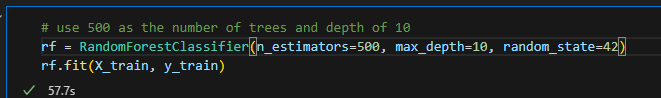 # use 500 as the number of trees and depth of 10
rf = RandomForestClassifier(n_estimators=500, max_depth=10, random_state=42)
rf.fit(X_train, y_train)
57.7s